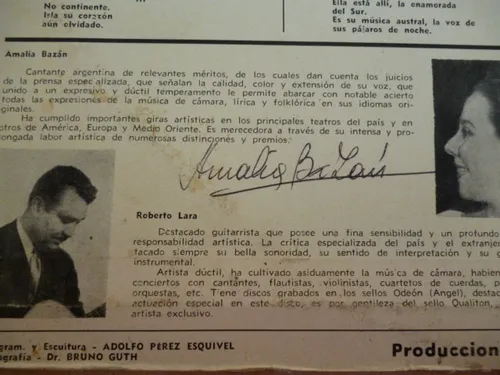 No continente.
Isla su corazón
aún olvidado.
Ella está allí, la enamorada
del Sur.
Es su música austral, la voz de
sus pájaros de noche.
Amalia Bazán
Cantante argentina de relevantes méritos, de los cuales dan cuenta los juicios
de la prensa especializada, que señalan la calidad, color y extensión de su voz, que
unido a un expresivo y dúctil temperamento le permite abarcar con notable acierto
todas las expresiones de la música de cámara, lírica y folklórica en sus idiomas ori-
ginales.
Ha cumplido importantes giras artísticas en los principales teatros del país y en
otros de América, Europa y Medio Oriente. Es merecedora a través de su intensa y pro-
longada labor artística de numerosas distinciones y premios.
Amalia Bazán
Roberto Lara
Destacado guitarrista que posee una fina sensibilidad y un profundo
responsabilidad artística. La crítica especializada del país y el extranjer
tacado siempre su bella sonoridad, su sentido de interpretación y su
instrumental.
Artista dúctil, ha cultivado asiduamente la música de cámara, habien
conciertos con cantantes, flautistas, violinistas, cuartetos de cuerdas,
orquestas, etc. Tiene discos grabados en los sellos Odeón (Angel), destac
actuación especial en este disco, es por gentileza del sello Qualiton,
artista exclusivo.
gram. y Escultura - ADOLFO PÉREZ ESQUIVEL
ografía - Dr. BRUNO GUTH
Produccion